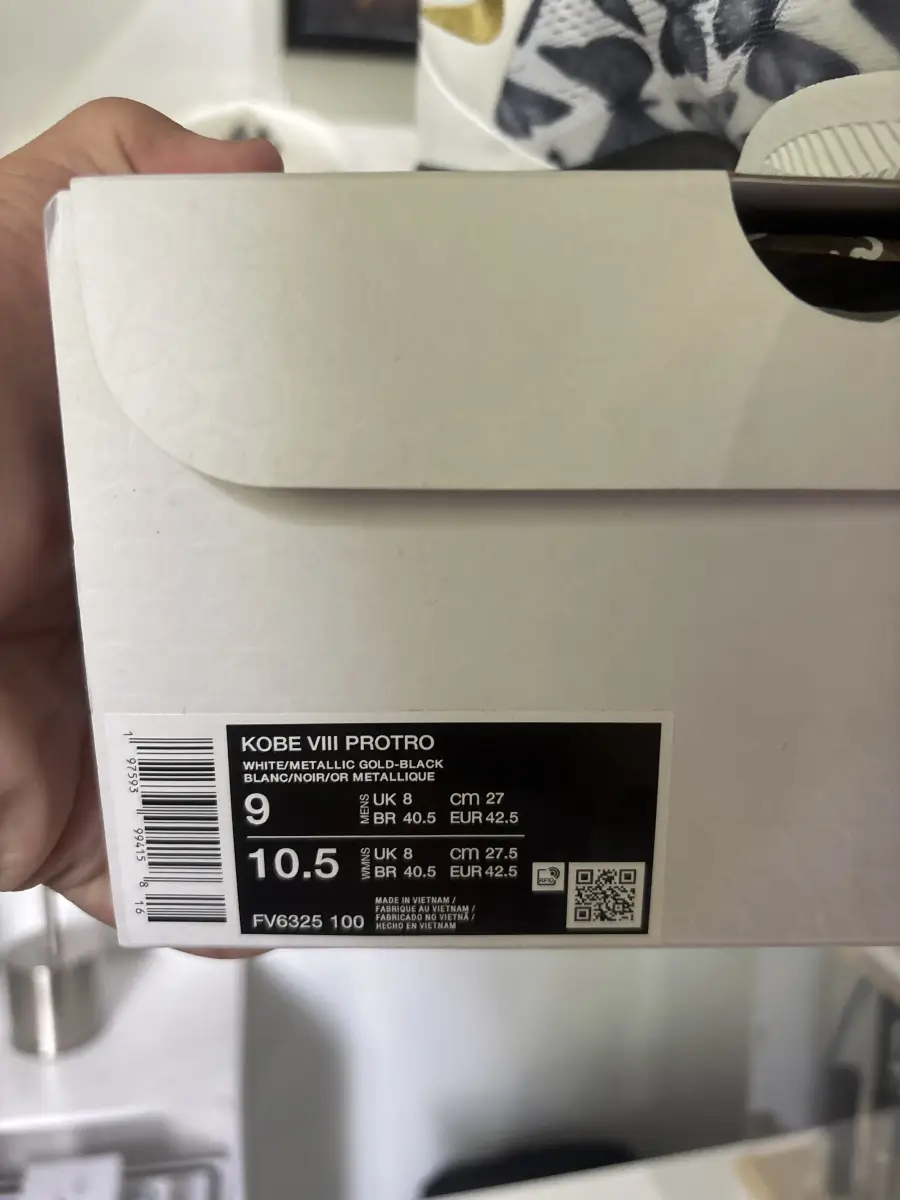 KOBE VIII PROTRO
WHITE/METALLIC GOLD-BLACK
BLANC/NOIR/OR METALLIQUE
9 MENS UK 8 cm 27
BR 40.5 EUR 42.5
10.5 WMNS UK 8 cm 27.5
BR 40.5 EUR 42.5
RFID
FV6325 100
MADE IN VIETNAM /
FABRIQUE AU VIETNAM /
FABRICADO NO VIETNÃ /
HECHO EN VIETNAM
1 97593 99415 8 16